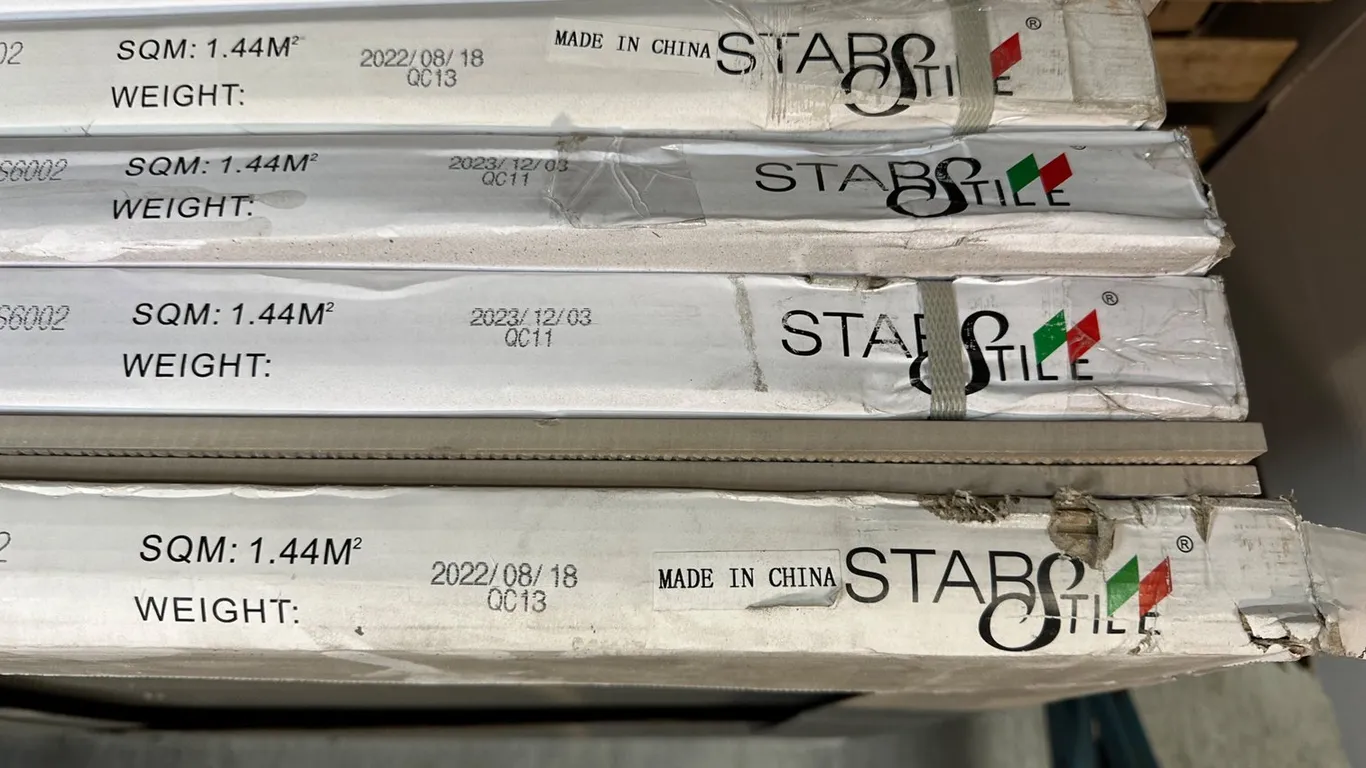 02 SQM: 1.44M² 2022/08/18 MADE IN CHINA STABSTILE ®
WEIGHT: QC13
S6002 SQM: 1.44M² 2023/12/03 STABSTILE
WEIGHT: QC11
S6002 SQM: 1.44M² 2023/12/03 STABSTILE ®
WEIGHT: QC11
2 SQM: 1.44M² 2022/08/18 MADE IN CHINA STABSTILE ®
WEIGHT: QC13